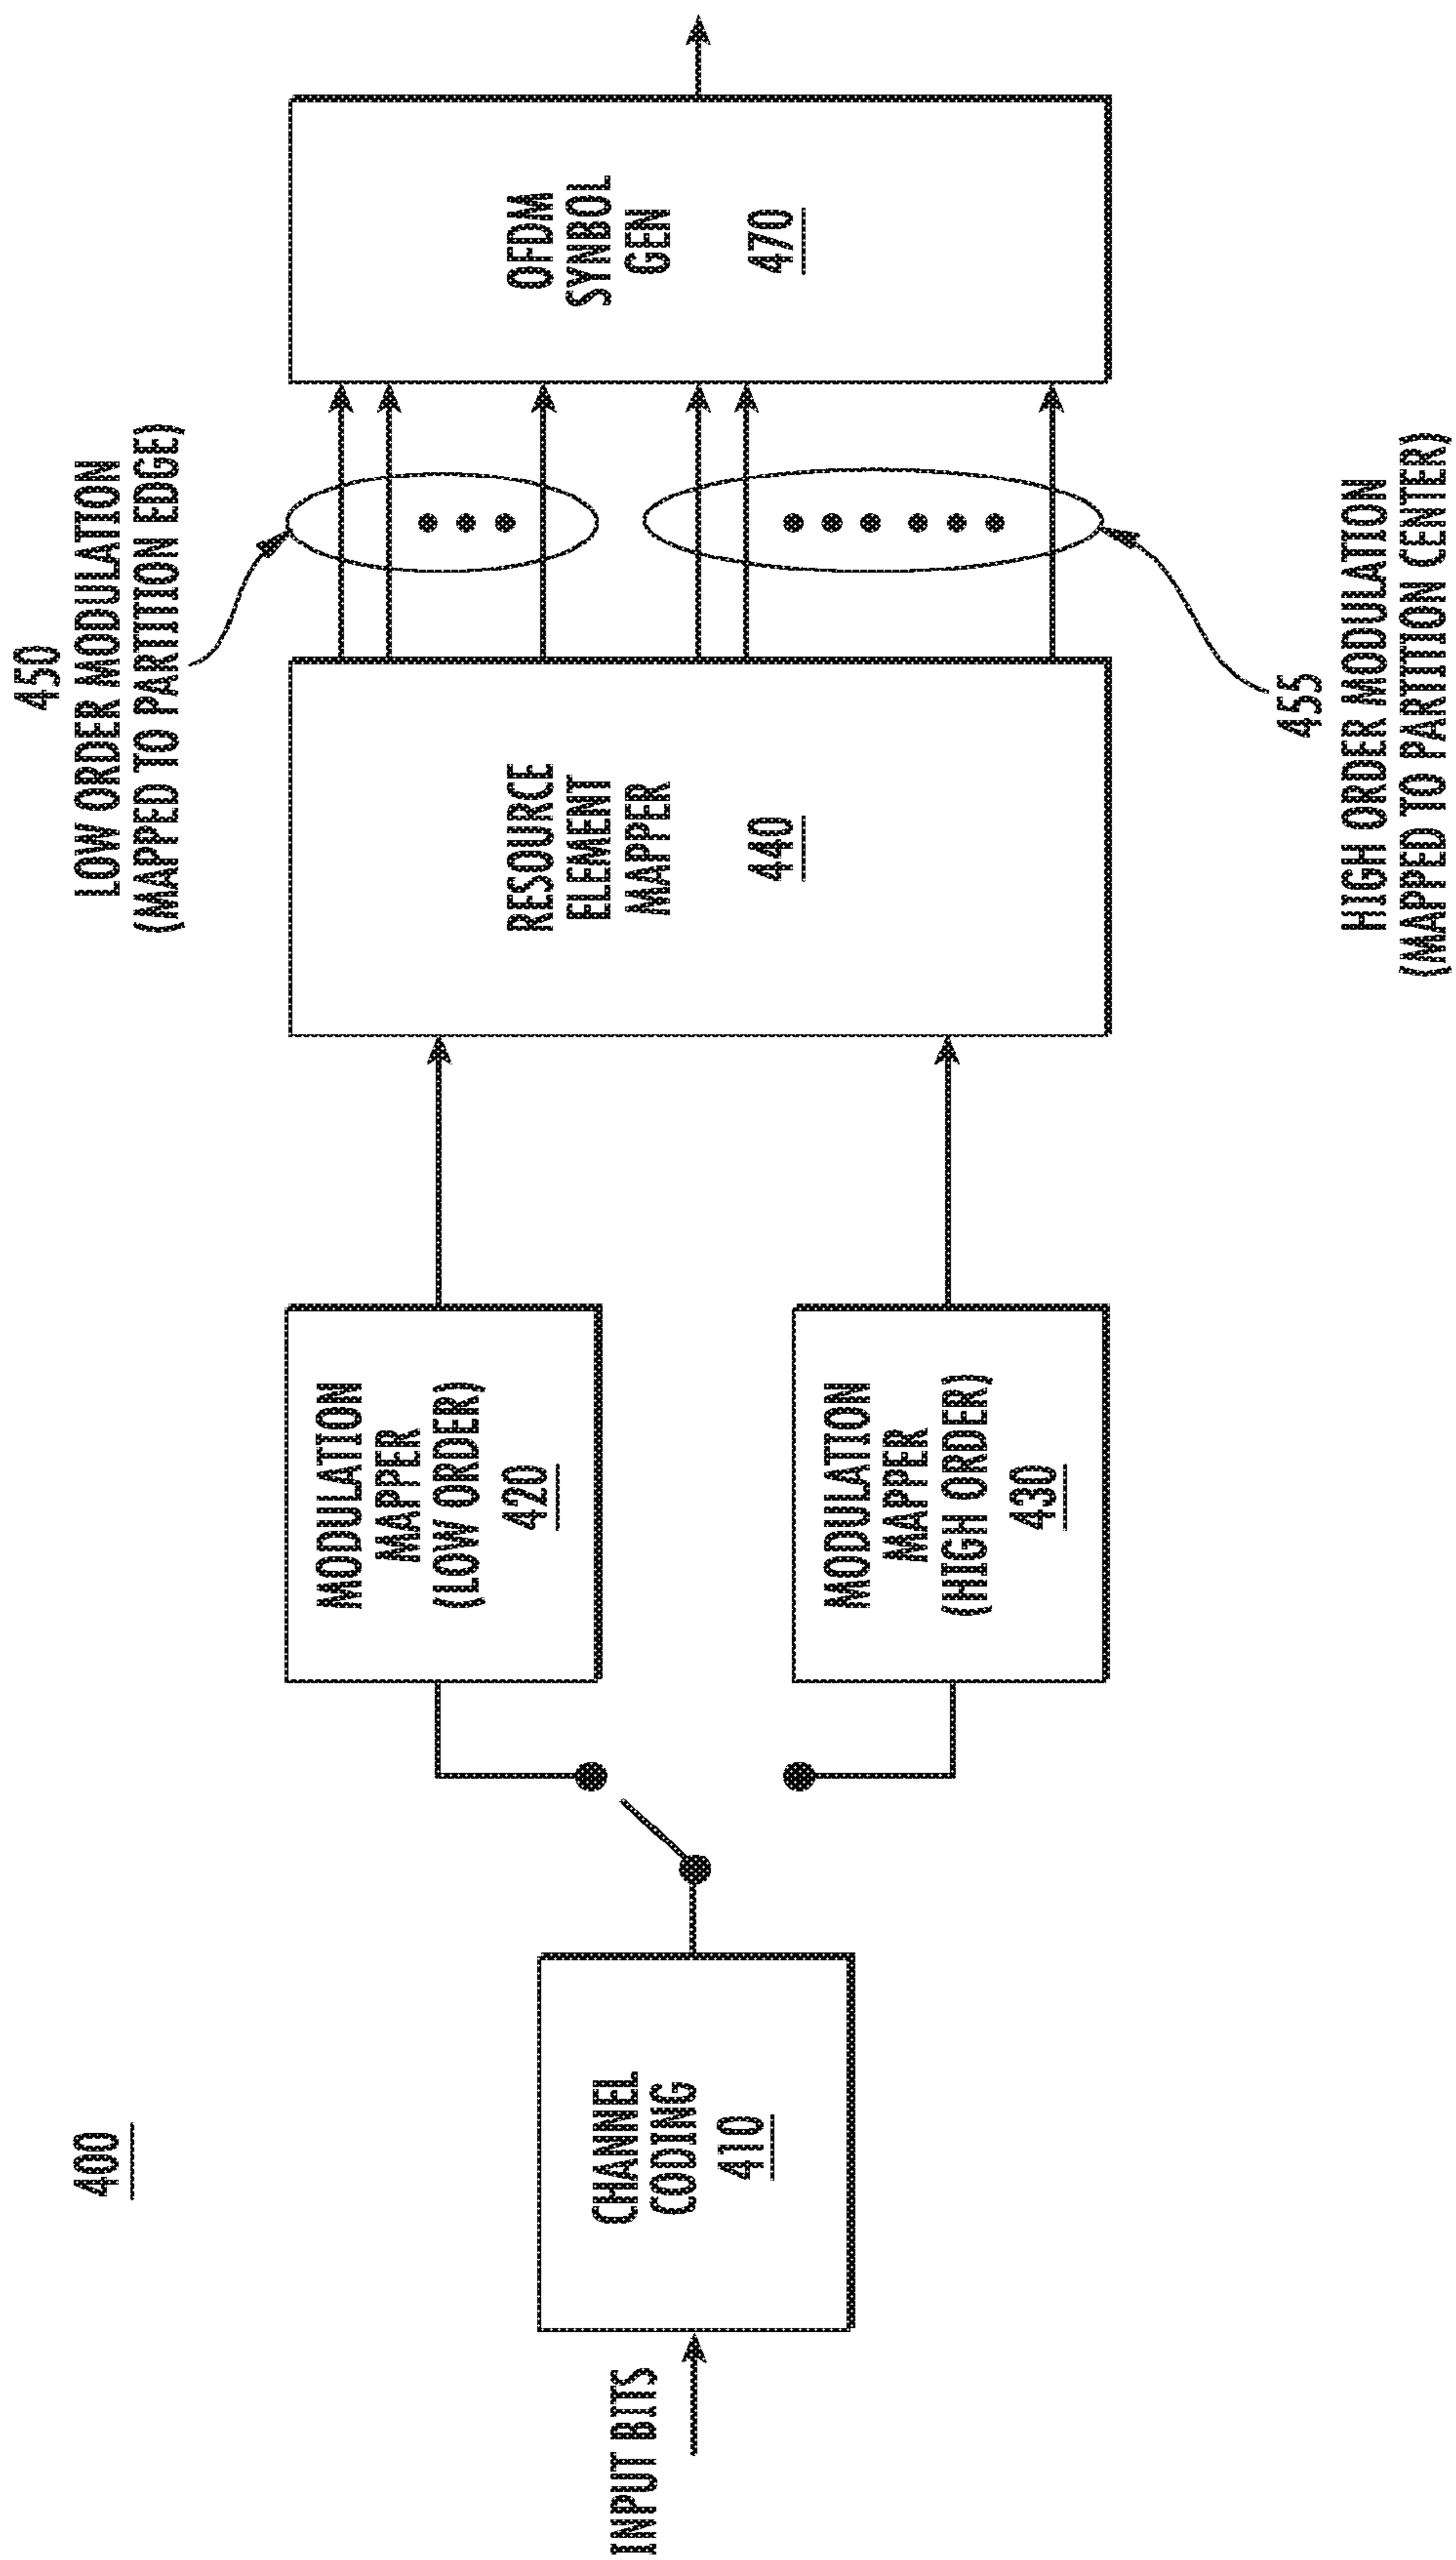 400
INPUT BITS
CHANNEL
CODING
410
MODULATION
MAPPER
(LOW ORDER)
420
MODULATION
MAPPER
(HIGH ORDER)
430
RESOURCE
ELEMENT
MAPPER
440
450
LOW ORDER MODULATION
(MAPPED TO PARTITION EDGE)
455
HIGH ORDER MODULATION
(MAPPED TO PARTITION CENTER)
OFDM
SYNBOL
GEN
470